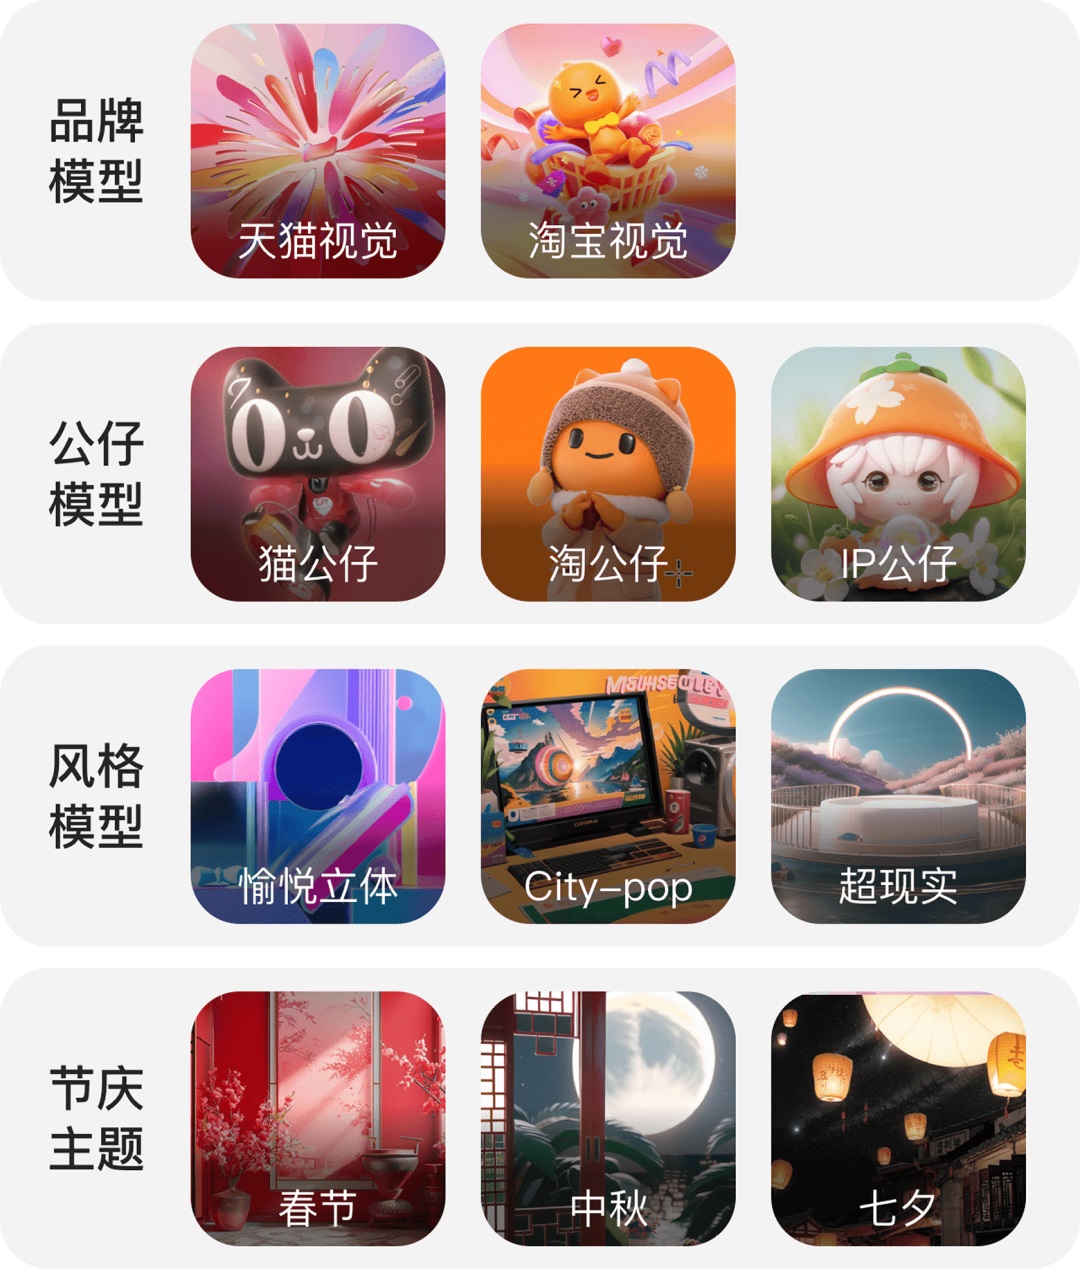 品牌
模型
天猫视觉
淘宝视觉
公仔
模型
猫公仔
淘公仔
IP公仔
风格
模型
愉悦立体
City-pop
超现实
节庆
主题
春节
中秋
七夕